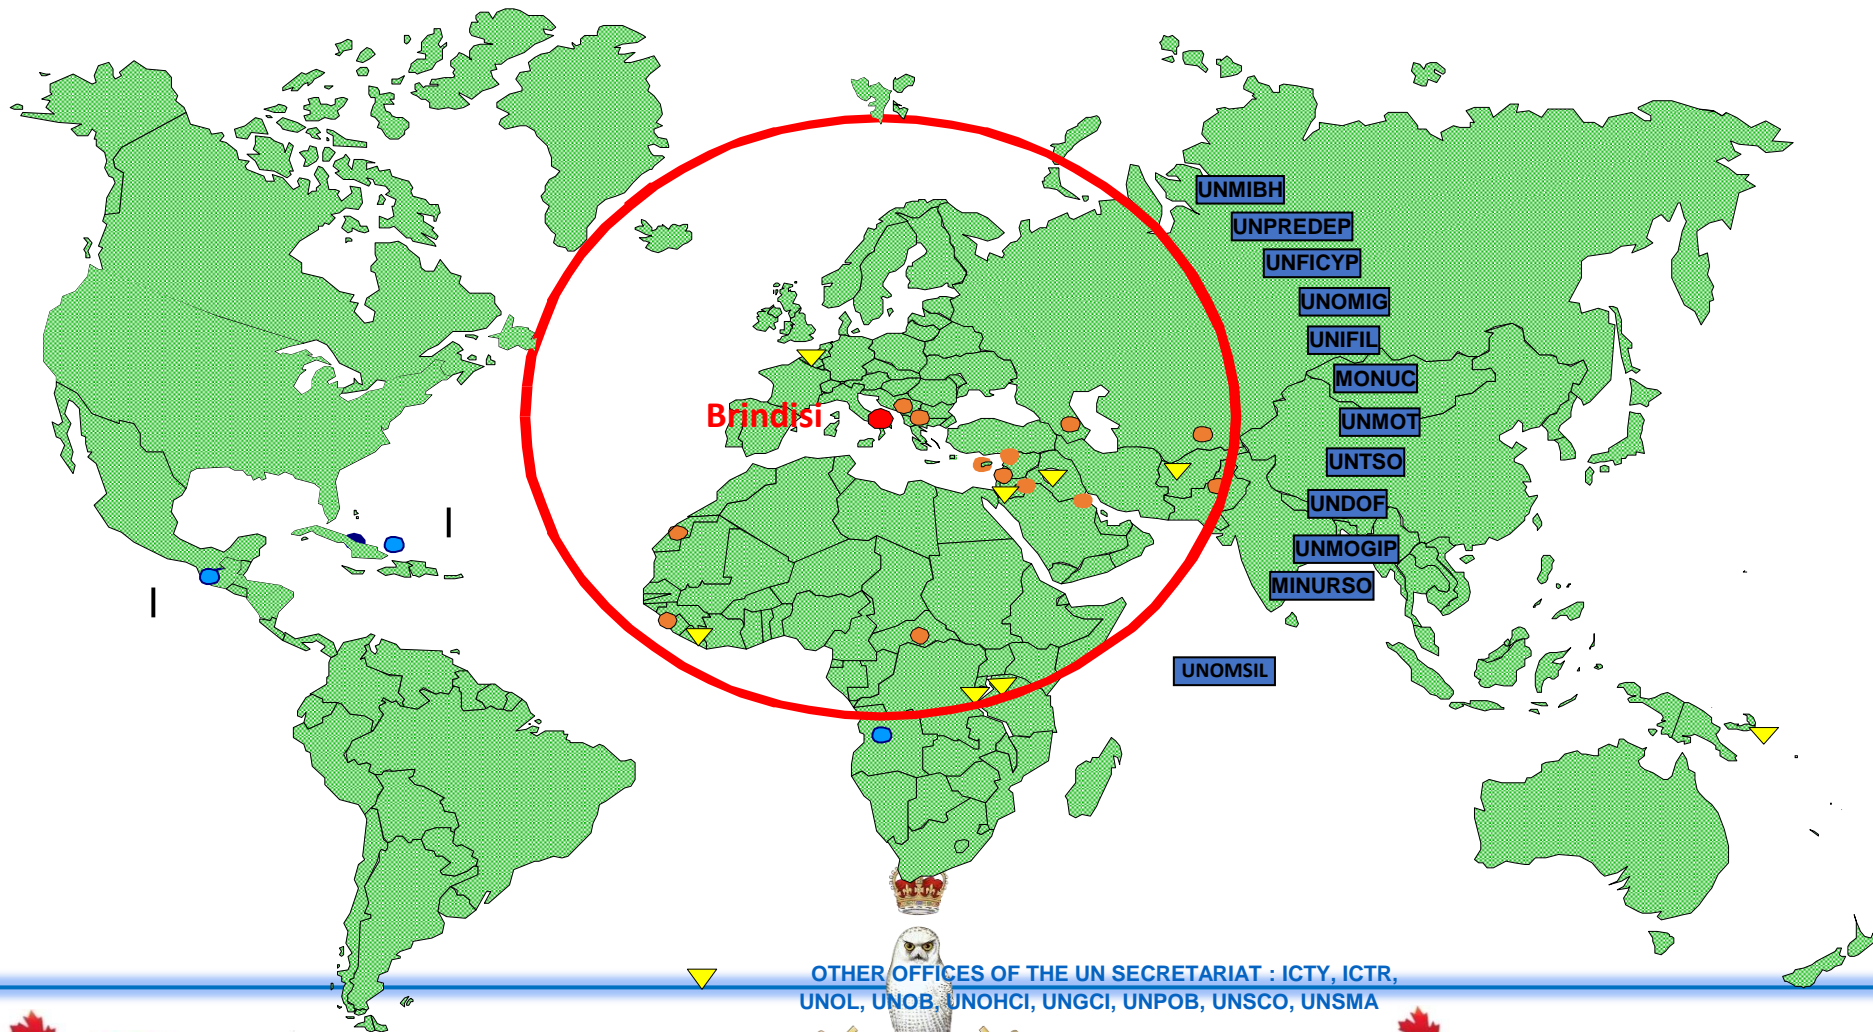 UNMIBH
UNPREDEP
UNFICYP
UNOMIG
UNIFIL
MONUC
Brindisi
UNMOT
UNTSO
UNDOF
UNMOGIP
MINURSO
UNOMSIL
OTHER OFFICES OF THE UN SECRETARIAT : ICTY, ICTR,
UNOL, UNOB, UNOHCI, UNGCI, UNPOB, UNSCO, UNSMA